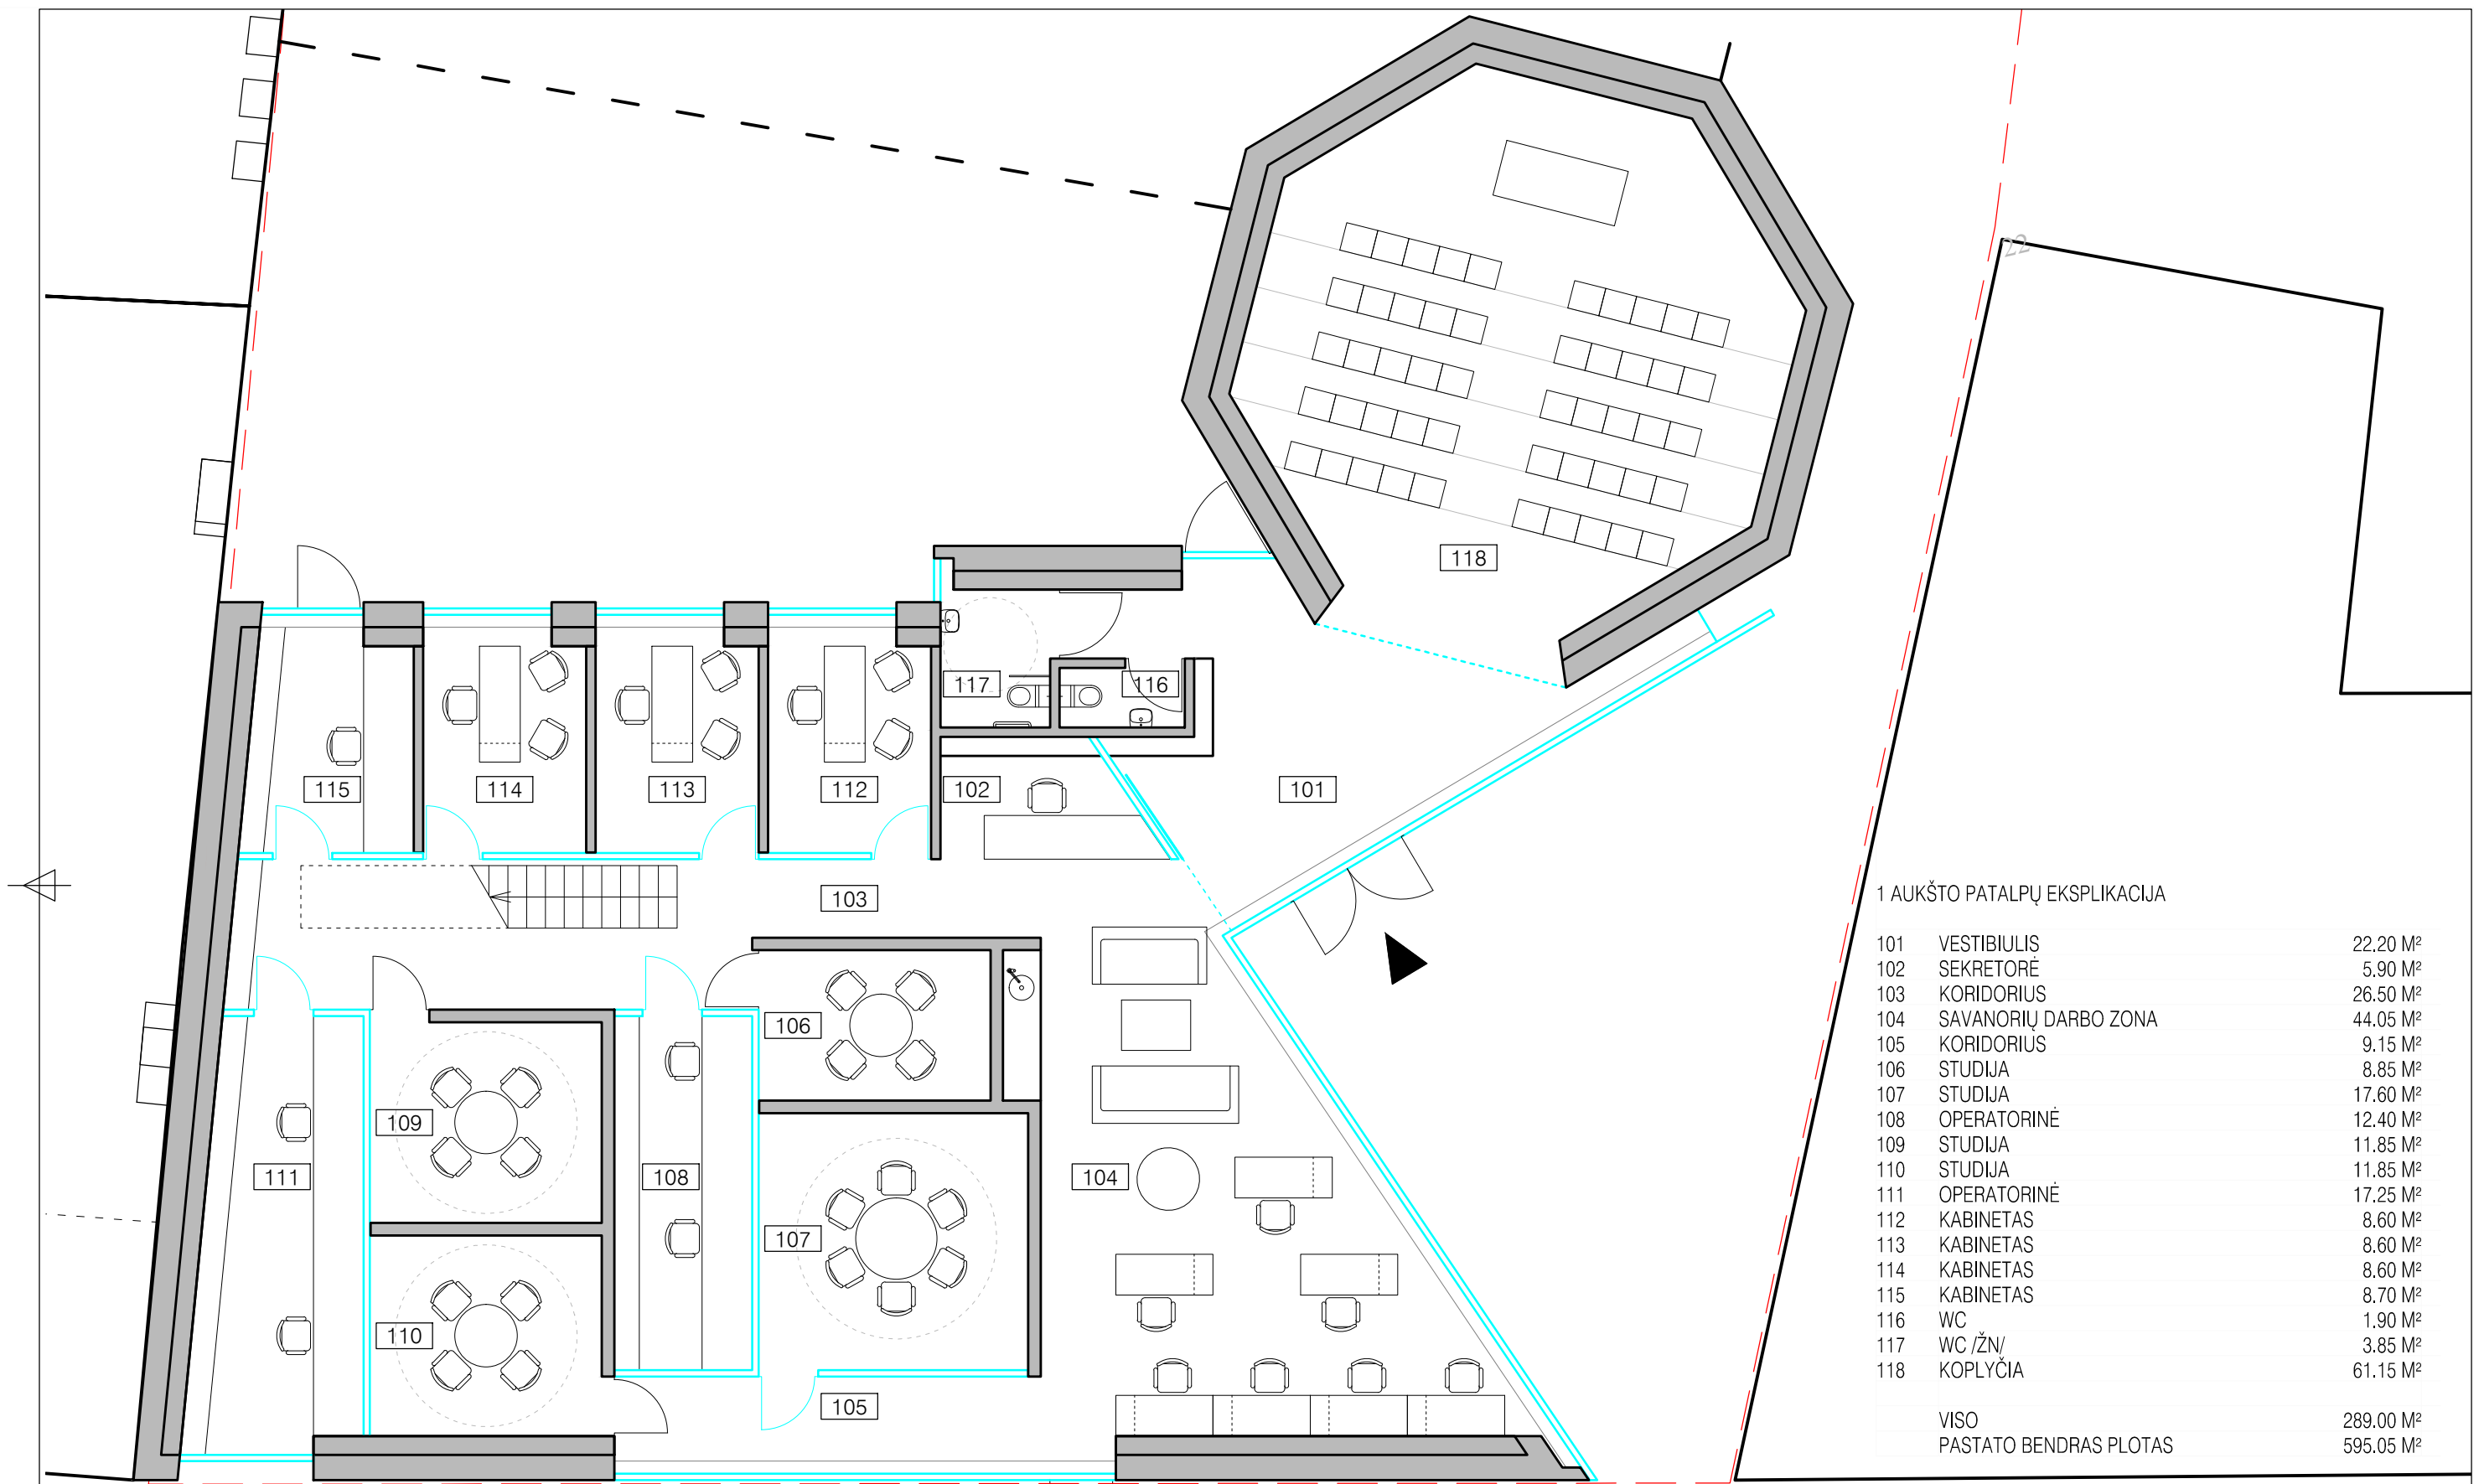 22
118
117
116
115
114
113
112
102
101
103
106
109
111
108
104
107
110
105
1 AUKŠTO PATALPŲ EKSPLIKACIJA
101 VESTIBIULIS 22.20 M²
102 SEKRETORĖ 5.90 M²
103 KORIDORIUS 26.50 M²
104 SAVANORIŲ DARBO ZONA 44.05 M²
105 KORIDORIUS 9.15 M²
106 STUDIJA 8.85 M²
107 STUDIJA 17.60 M²
108 OPERATORINĖ 12.40 M²
109 STUDIJA 11.85 M²
110 STUDIJA 11.85 M²
111 OPERATORINĖ 17.25 M²
112 KABINETAS 8.60 M²
113 KABINETAS 8.60 M²
114 KABINETAS 8.60 M²
115 KABINETAS 8.70 M²
116 WC 1.90 M²
117 WC /ŽN/ 3.85 M²
118 KOPLYČIA 61.15 M²
VISO 289.00 M²
PASTATO BENDRAS PLOTAS 595.05 M²